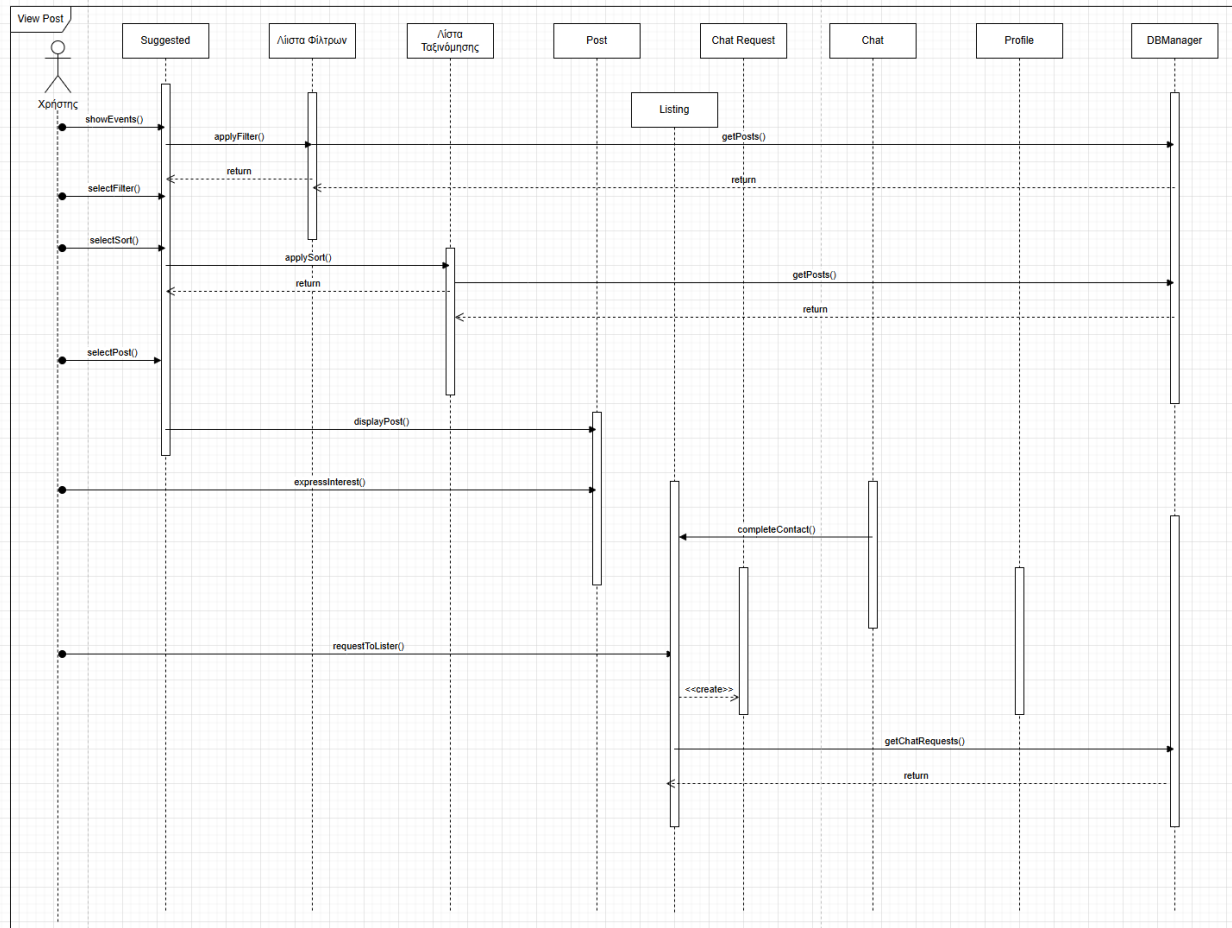 View Post
Suggested
Λίιστα Φίλτρων
Λίστα
Ταξινόμησης
Post
Chat Request
Chat
Profile
DBManager
Χρήστης
Listing
showEvents()
applyFilter()
getPosts()
return
return
selectFilter()
selectSort()
applySort()
getPosts()
return
return
selectPost()
displayPost()
expressInterest()
completeContact()
requestToLister()
<<create>>
getChatRequests()
return